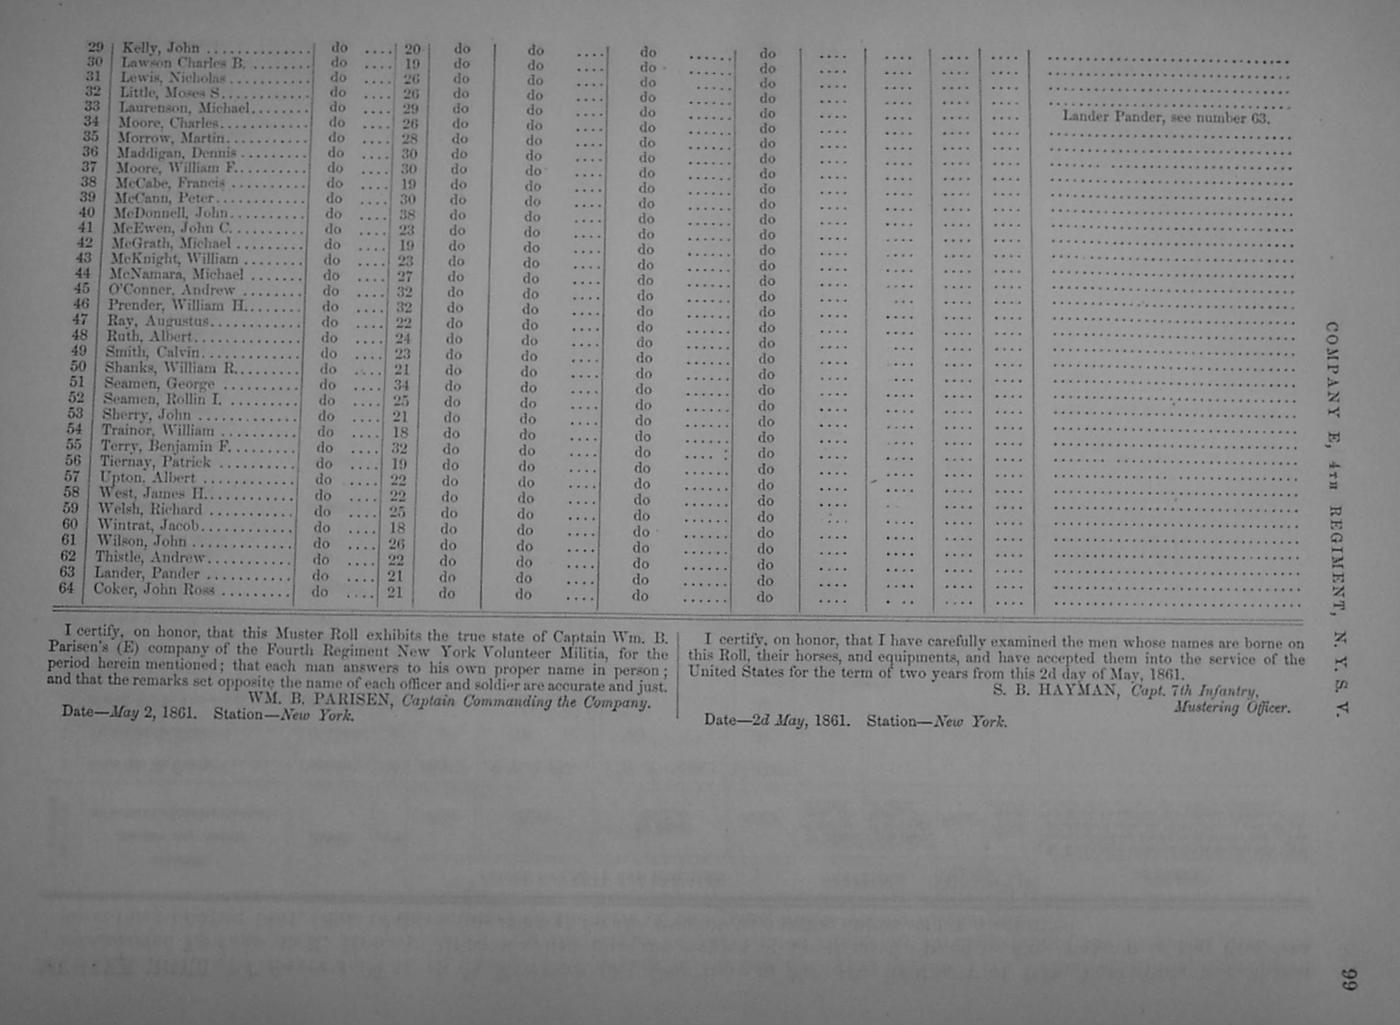 29 Kelly, John ............. do .... 20 do do .... do ...... do .... .... .... ....
30 Lawson Charles B. ........ do .... 19 do do .... do ...... do .... .... .... ....
31 Lewis, Nicholas ........... do .... 26 do do .... do ...... do .... .... .... ....
32 Little, Moses S............ do .... 26 do do .... do ...... do .... .... .... ....
33 Laurenson, Michael........ do .... 29 do do .... do ...... do .... .... .... ....
34 Moore, Charles............ do .... 26 do do .... do ...... do .... .... .... .... Lander Pander, see number 63.
35 Morrow, Martin............ do .... 28 do do .... do ...... do .... .... .... ....
36 Maddigan, Dennis ......... do .... 30 do do .... do ...... do .... .... .... ....
37 Moore, William F.......... do .... 30 do do .... do ...... do .... .... .... ....
38 McCabe, Francis .......... do .... 19 do do .... do ...... do .... .... .... ....
39 McCann, Peter............. do .... 30 do do .... do ...... do .... .... .... ....
40 McDonnell, John........... do .... 38 do do .... do ...... do .... .... .... ....
41 McEwen, John C. .......... do .... 23 do do .... do ...... do .... .... .... ....
42 McGrath, Michael ......... do .... 19 do do .... do ...... do .... .... .... ....
43 McKnight, William ........ do .... 23 do do .... do ...... do .... .... .... ....
44 McNamara, Michael ....... do .... 27 do do .... do ...... do .... .... .... ....
45 O'Conner, Andrew ........ do .... 32 do do .... do ...... do .... .... .... ....
46 Prender, William H........ do .... 32 do do .... do ...... do .... .... .... ....
47 Ray, Augustus............ do .... 22 do do .... do ...... do .... .... .... ....
48 Ruth, Albert.............. do .... 24 do do .... do ...... do .... .... .... ....
49 Smith, Calvin............. do .... 23 do do .... do ...... do .... .... .... ....
50 Shanks, William R......... do .... 21 do do .... do ...... do .... .... .... ....
51 Seamen, George .......... do .... 34 do do .... do ...... do .... .... .... ....
52 Seamen, Rollin I. ......... do .... 25 do do .... do ...... do .... .... .... ....
53 Sherry, John ............. do .... 21 do do .... do ...... do .... .... .... ....
54 Trainor, William .......... do .... 18 do do .... do ...... do .... .... .... ....
55 Terry, Benjamin F......... do .... 32 do do .... do ...... do .... .... .... ....
56 Tiernay, Patrick .......... do .... 19 do do .... do ...... do .... .... .... ....
57 Upton, Albert ............ do .... 22 do do .... do ...... do .... .... .... ....
58 West, James H............ do .... 22 do do .... do ...... do .... .... .... ....
59 Welsh, Richard ........... do .... 25 do do .... do ...... do .... .... .... ....
60 Wintrat, Jacob............ do .... 18 do do .... do ...... do .... .... .... ....
61 Wilson, John ............. do .... 26 do do .... do ...... do .... .... .... ....
62 Thistle, Andrew........... do .... 22 do do .... do ...... do .... .... .... ....
63 Lander, Pander ........... do .... 21 do do .... do ...... do .... .... .... ....
64 Coker, John Ross ......... do .... 21 do do .... do ...... do .... .... .... ....
I certify, on honor, that this Muster Roll exhibits the true state of Captain Wm. B.
Parisen's (E) company of the Fourth Regiment New York Volunteer Militia, for the
period herein mentioned; that each man answers to his own proper name in person;
and that the remarks set opposite the name of each officer and soldier are accurate and just.
WM. B. PARISEN, Captain Commanding the Company.
Date—May 2, 1861. Station—New York.
I certify, on honor, that I have carefully examined the men whose names are borne on
this Roll, their horses, and equipments, and have accepted them into the service of the
United States for the term of two years from this 2d day of May, 1861.
S. B. HAYMAN, Capt. 7th Infantry,
Mustering Officer.
Date—2d May, 1861. Station—New York.
COMPANY E, 4TH REGIMENT, N. Y. S. V.
99